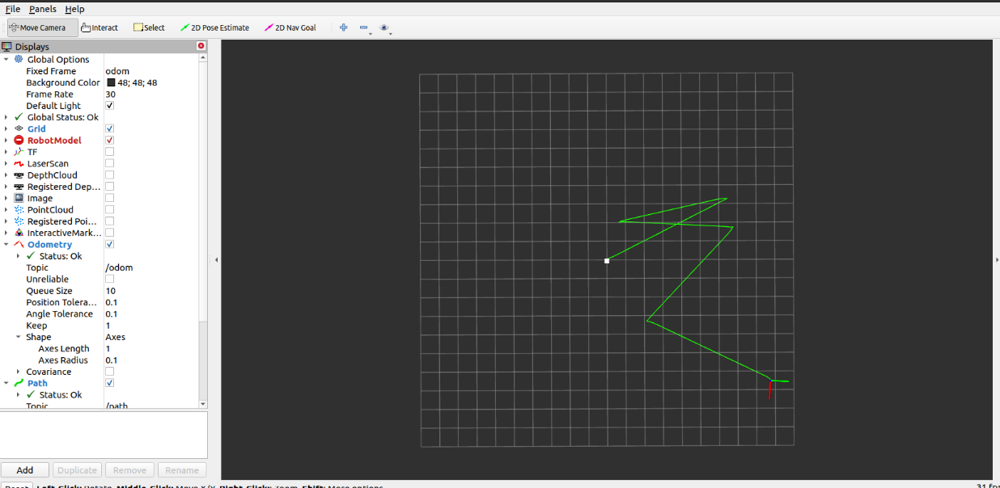 File Panels Help
Move Camera Interact Select 2D Pose Estimate 2D Nav Goal
Displays
Global Options
Fixed Frame odom
Background Color 48; 48; 48
Frame Rate 30
Default Light
Global Status: Ok
Grid
RobotModel
TF
LaserScan
DepthCloud
Registered Dep...
Image
PointCloud
Registered Poi...
InteractiveMark...
Odometry
Status: Ok
Topic /odom
Unreliable
Queue Size 10
Position Tolera... 0.1
Angle Tolerance 0.1
Keep 1
Shape Axes
Axes Length 1
Axes Radius 0.1
Covariance
Path
Status: Ok
Topic /path
Add Duplicate Remove Rename
Reset Left-Click: Rotate. Middle-Click: Move X/Y. Right-Click: Zoom. Shift: More options. 31 fps